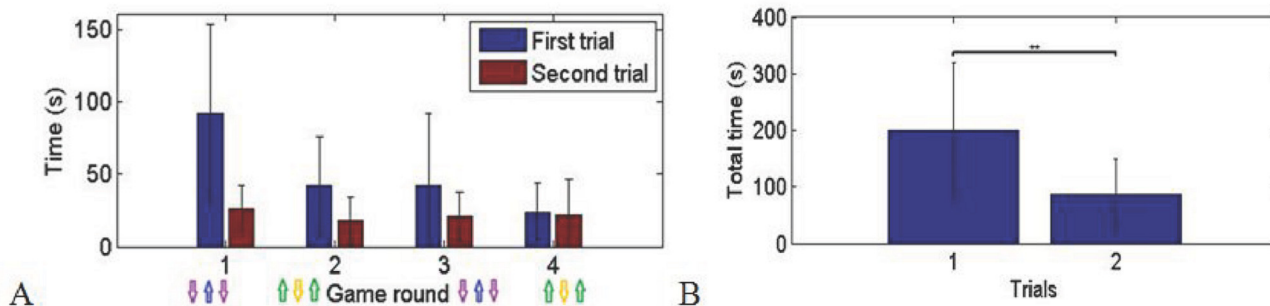 150
100
50
0
Time (s)
First trial
Second trial
1 2 3 4
Game round
A
400
300
200
100
0
Total time (s)
**
1 2
Trials
B